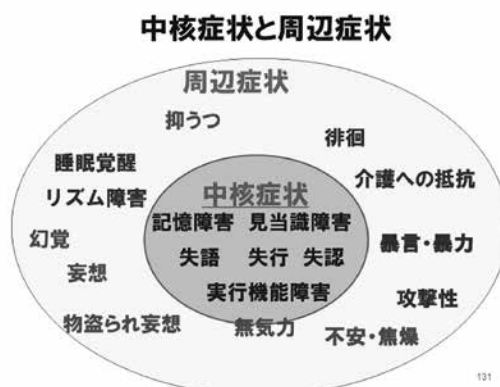 中核症状と周辺症状
周辺症状
抑うつ
徘徊
睡眠覚醒
リズム障害
介護への抵抗
中核症状
記憶障害 見当識障害
幻覚
暴言・暴力
失語 失行 失認
妄想
実行機能障害
攻撃性
物盗られ妄想
無気力
不安・焦燥
131